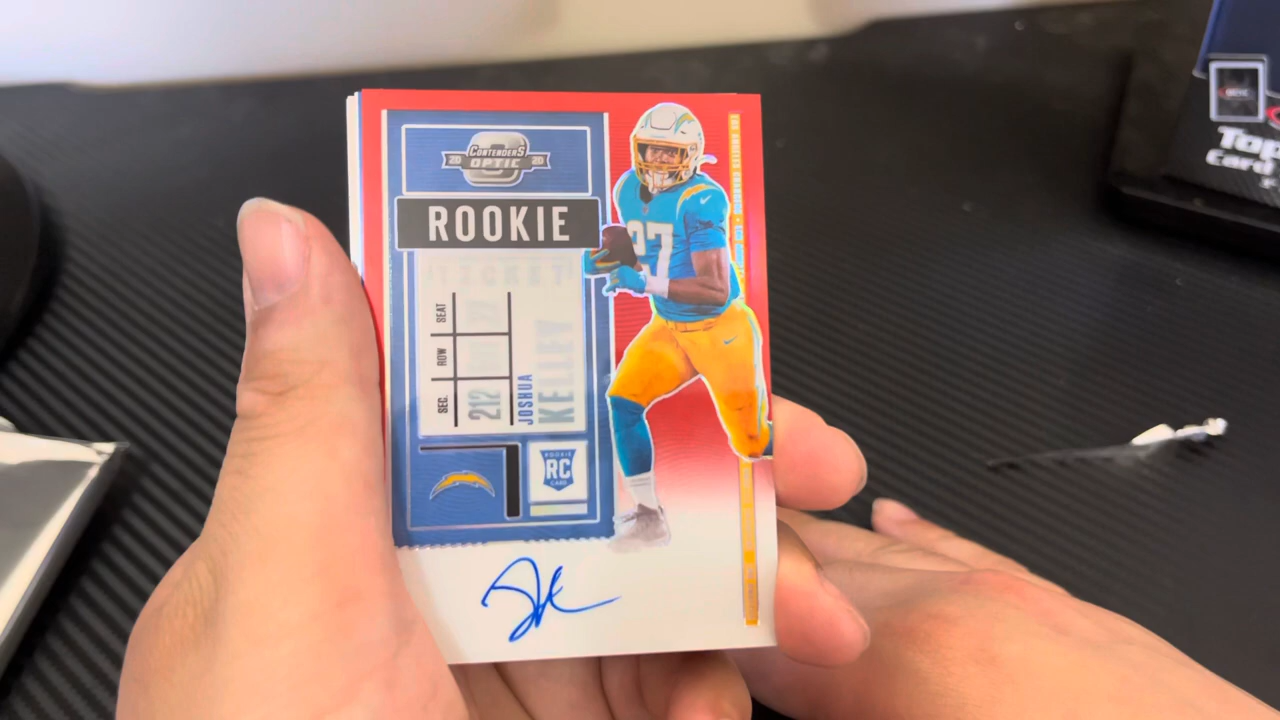 CONTENDERS
20 OPTIC 20
ROOKIE
SEC. ROW SEAT
212
JOSHUA
KELLEY
ROOKIE
RC
CARD
27
LOS ANGELES CHARGERS
Top
Card